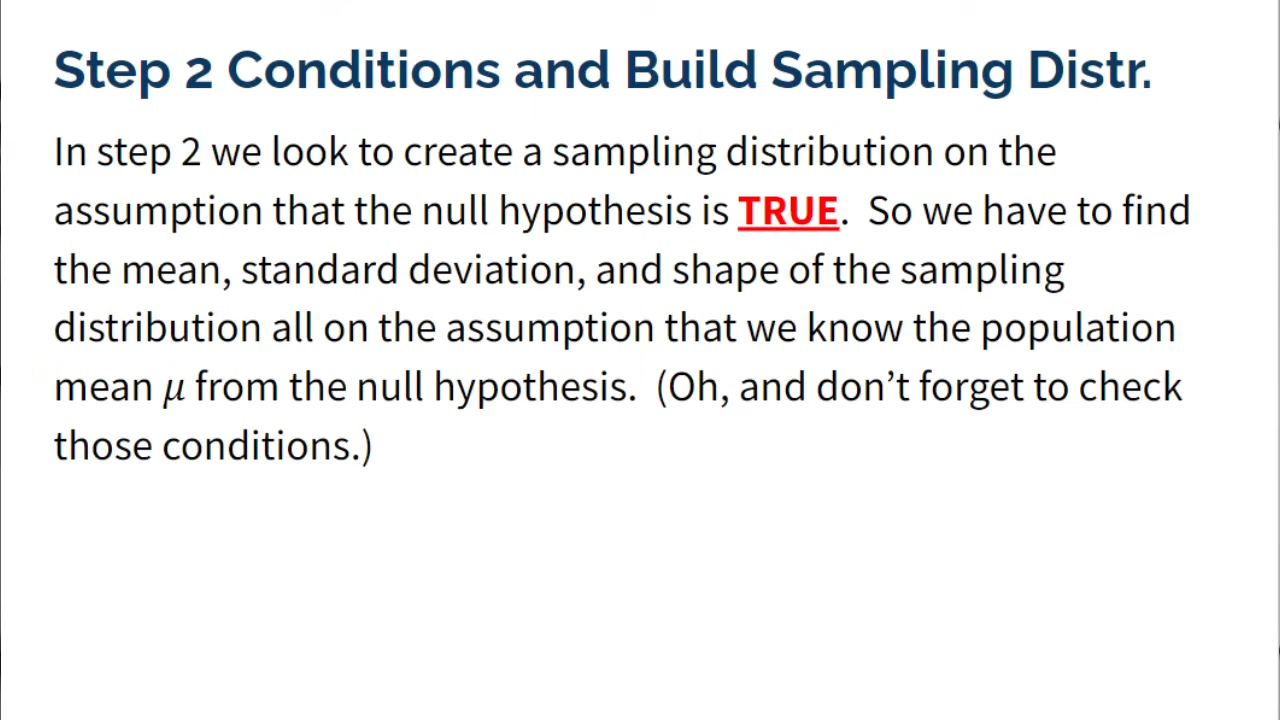 Step 2 Conditions and Build Sampling Distr.
In step 2 we look to create a sampling distribution on the
assumption that the null hypothesis is TRUE.  So we have to find
the mean, standard deviation, and shape of the sampling
distribution all on the assumption that we know the population
mean μ from the null hypothesis.  (Oh, and don’t forget to check
those conditions.)